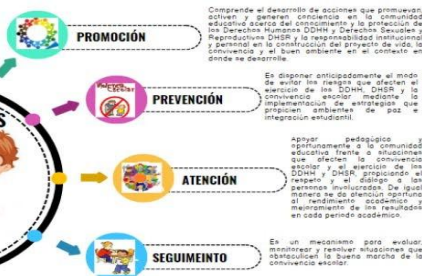 Comprende el desarrollo de acciones que promuevan,
activen y generen conciencia en la comunidad
educativa acerca del conocimiento y la protección de
los Derechos Humanos DDHH y Derechos Sexuales y
Reproductivos DHSR y la responsabilidad institucional
y personal en la construcción del proyecto de vida, la
convivencia y el buen ambiente en el contexto en
donde se desarrolle.
PROMOCIÓN
Es disponer anticipadamente el modo
de evitar los riesgos que afecten el
ejercicio de los DDHH, DHSR y la
convivencia escolar mediante la
implementación de estrategias que
propicien ambientes de paz e
integración estudiantil.
PREVENCIÓN
Apoyar pedagógica y
oportunamente a la comunidad
educativa frente a situaciones
que afecten la convivencia
escolar y el ejercicio de los
DDHH y DHSR, propiciando el
respeto y el diálogo a las
personas involucradas. De igual
manera se da atención oportuna
al rendimiento académico y
mejoramiento de los resultados
en cada periodo académico.
ATENCIÓN
Es un mecanismo para evaluar,
monitorear y resolver situaciones que
obstaculicen la buena marcha de la
convivencia escolar.
SEGUIMEINTO
S